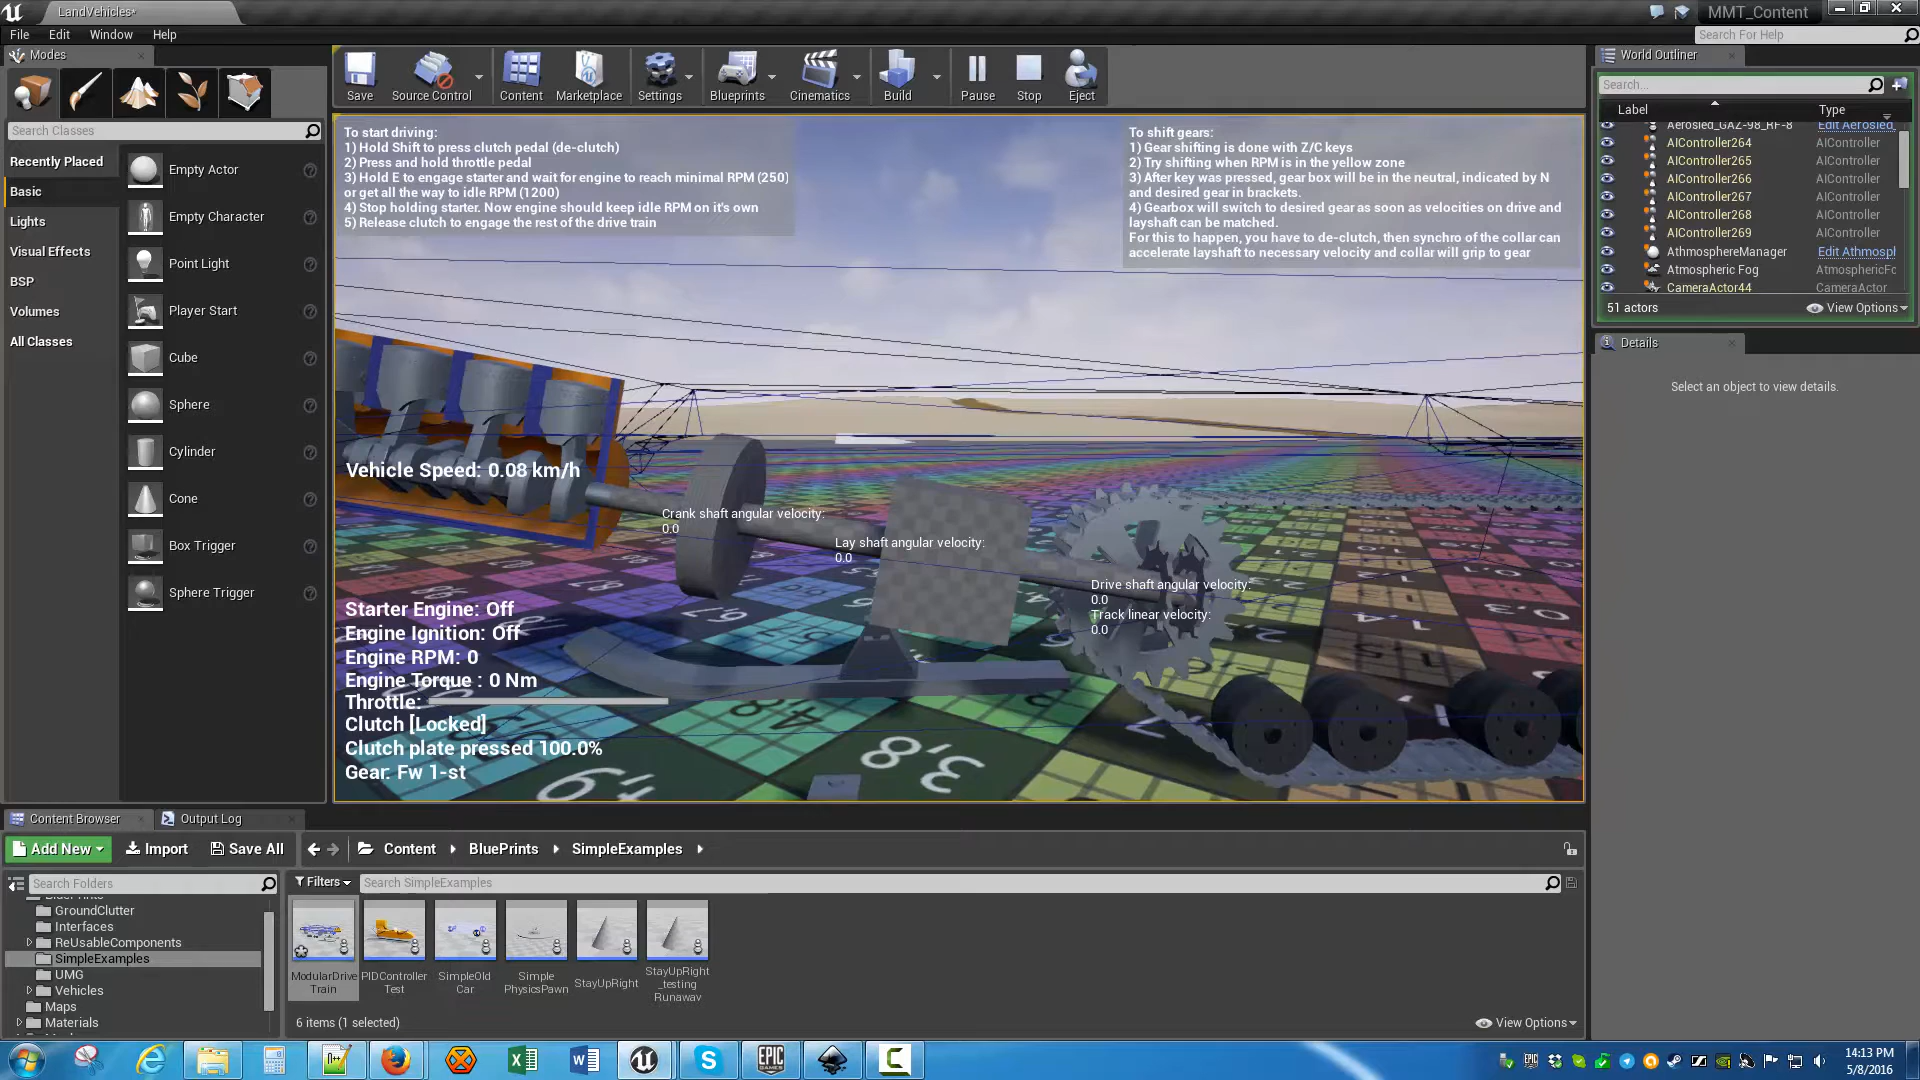 LandVehicles*
MMT_Content
File
Edit
Window
Help
Search For Help
Modes
Search Classes
Recently Placed
Basic
Lights
Visual Effects
BSP
Volumes
All Classes
Empty Actor
Empty Character
Point Light
Player Start
Cube
Sphere
Cylinder
Cone
Box Trigger
Sphere Trigger
Save
Source Control
Content
Marketplace
Settings
Blueprints
Cinematics
Build
Pause
Stop
Eject
To start driving:
1) Hold Shift to press clutch pedal (de-clutch)
2) Press and hold throttle pedal
3) Hold E to engage starter and wait for engine to reach minimal RPM (250)
or get all the way to idle RPM (1200)
4) Stop holding starter. Now engine should keep idle RPM on it's own
5) Release clutch to engage the rest of the drive train
To shift gears:
1) Gear shifting is done with Z/C keys
2) Try shifting when RPM is in the yellow zone
3) After key was pressed, gear box will be in the neutral, indicated by N
and desired gear in brackets.
4) Gearbox will switch to desired gear as soon as velocities on drive and
layshaft can be matched.
For this to happen, you have to de-clutch, then synchro of the collar can
accelerate layshaft to necessary velocity and collar will grip to gear
Vehicle Speed: 0.08 km/h
Crank shaft angular velocity:
0.0
Lay shaft angular velocity:
0.0
Drive shaft angular velocity:
0.0
Track linear velocity:
0.0
Starter Engine: Off
Engine Ignition: Off
Engine RPM: 0
Engine Torque : 0 Nm
Throttle:
Clutch [Locked]
Clutch plate pressed 100.0%
Gear: Fw 1-st
World Outliner
Search...
Label
Type
Aerosled_GAZ-98_RF-8 Edit Aerosled_
AIController264 AIController
AIController265 AIController
AIController266 AIController
AIController267 AIController
AIController268 AIController
AIController269 AIController
AthmosphereManager Edit Athmospl
Atmospheric Fog AtmosphericFc
CameraActor44 CameraActor
51 actors
View Options
Details
Select an object to view details.
Content Browser
Output Log
Add New
Import
Save All
Content
BluePrints
SimpleExamples
Search Folders
Filters
Search SimpleExamples
GroundClutter
Interfaces
ReUsableComponents
SimpleExamples
UMG
Vehicles
Maps
Materials
ModularDrive
Train
PIDController
Test
SimpleOld
Car
Simple
PhysicsPawn
StayUpRight
StayUpRight
_testing
Runaway
6 items (1 selected)
View Options
14:13 PM
5/8/2016